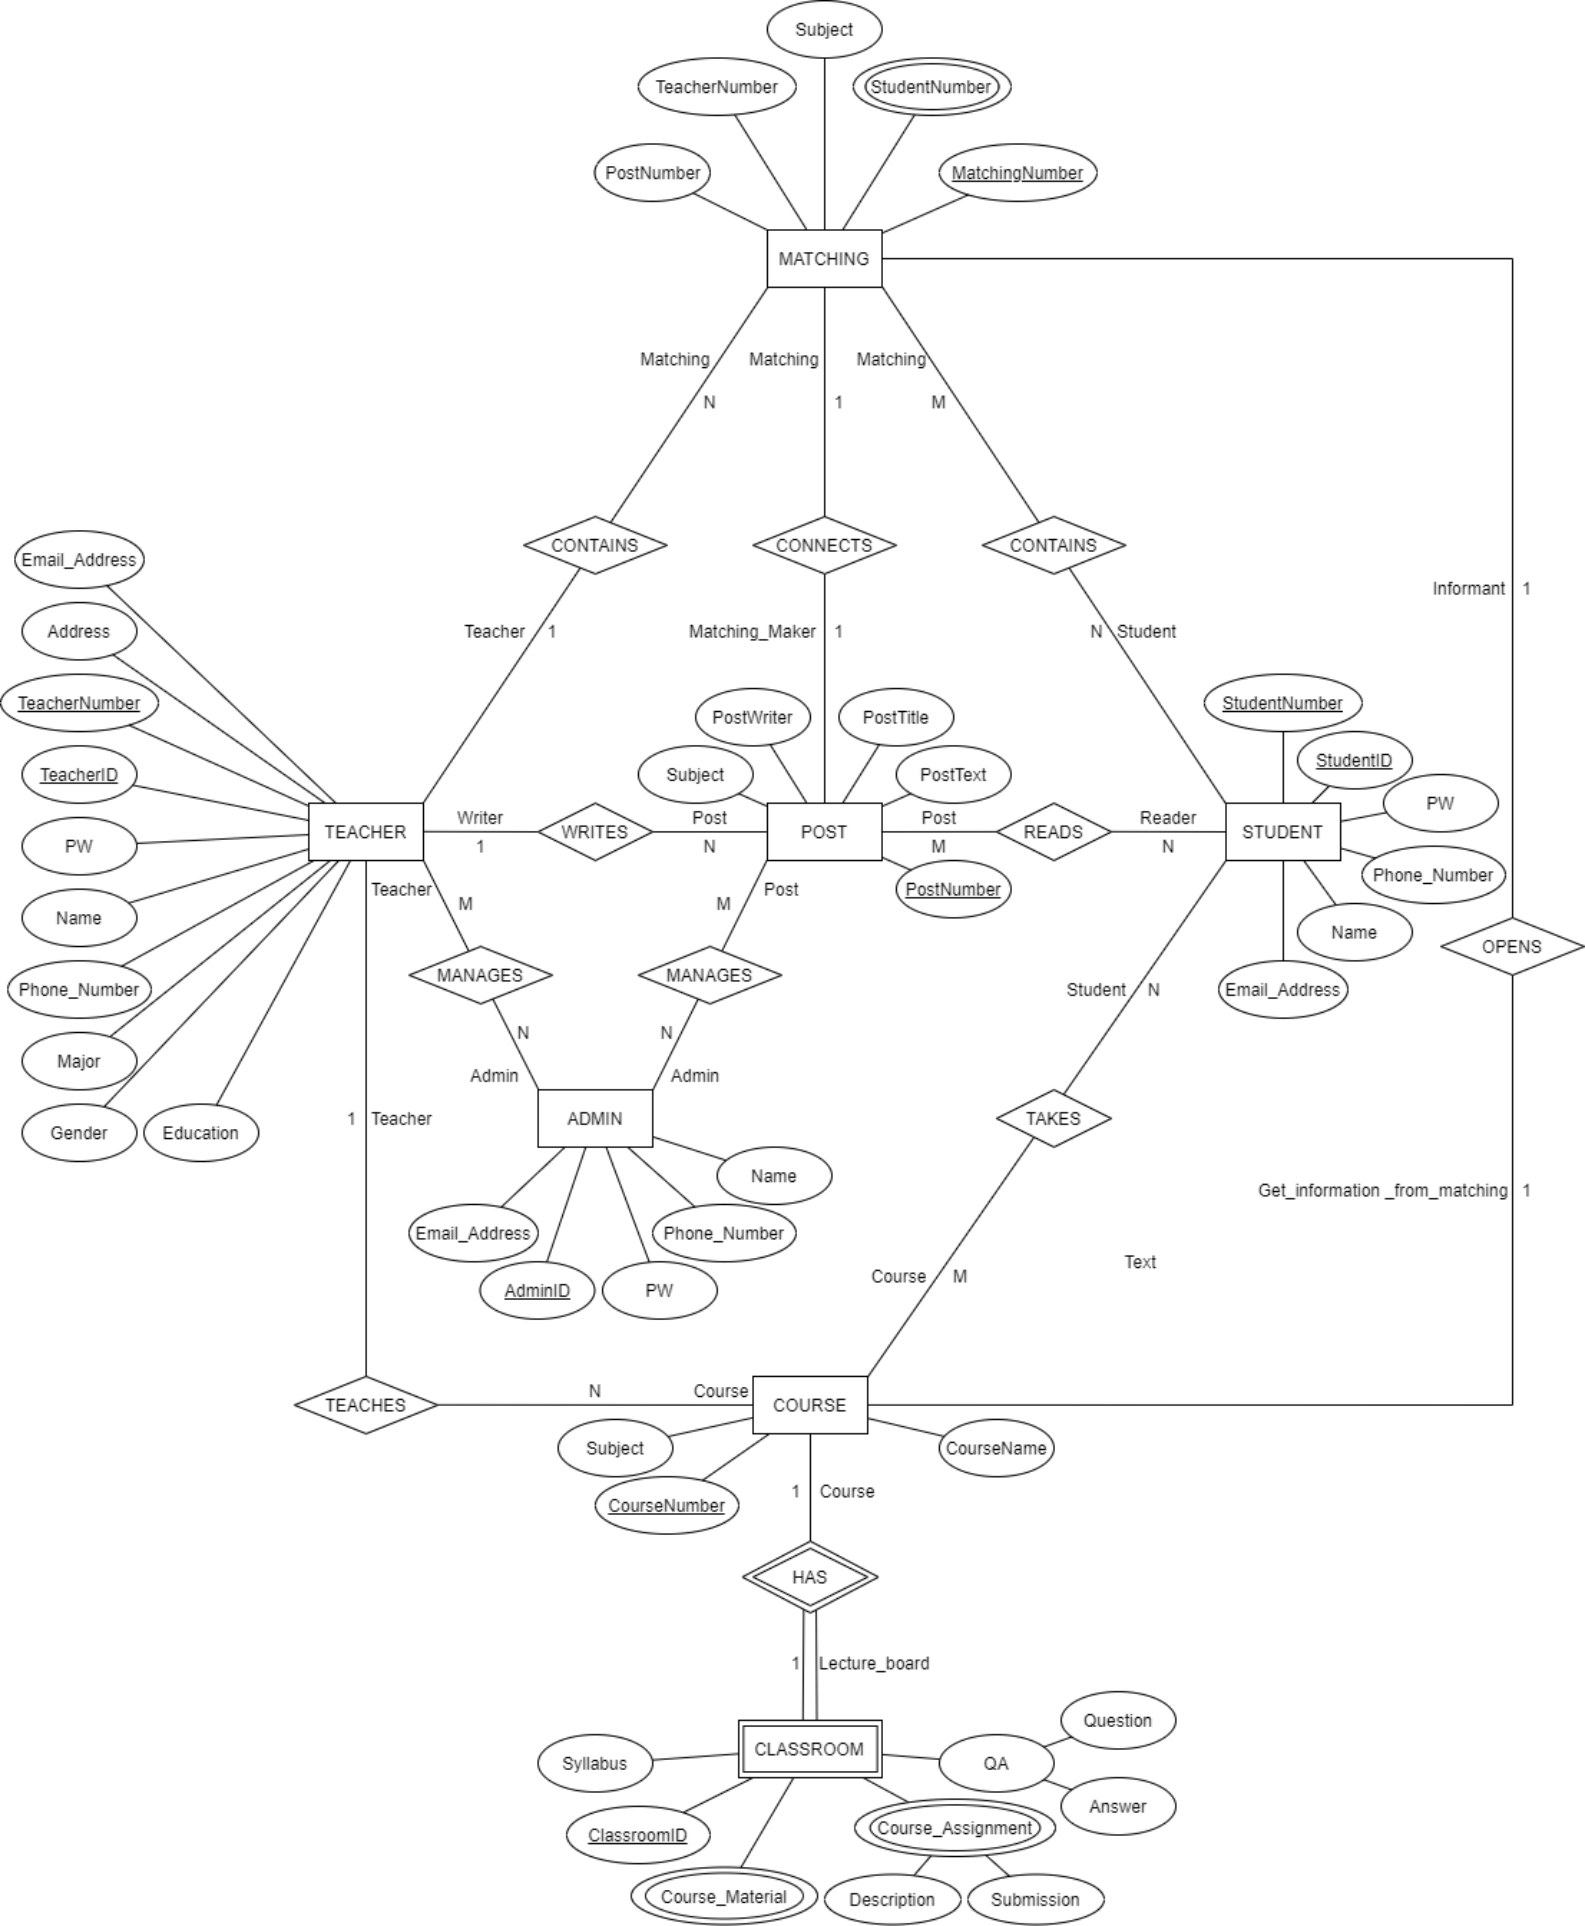 Subject
TeacherNumber
StudentNumber
PostNumber
MatchingNumber
MATCHING
Matching
Matching
Matching
N
1
M
CONTAINS
CONNECTS
CONTAINS
Email_Address
Informant
1
Address
Teacher
1
Matching_Maker
1
N
Student
TeacherNumber
PostWriter
PostTitle
StudentNumber
TeacherID
Subject
PostText
StudentID
PW
TEACHER
Writer
1
WRITES
Post
N
POST
Post
M
READS
Reader
N
STUDENT
PW
Phone_Number
Teacher
M
M
Post
PostNumber
Name
Name
OPENS
MANAGES
MANAGES
Phone_Number
Student
N
Email_Address
N
N
Major
Admin
Admin
1
Teacher
ADMIN
TAKES
Gender
Education
Name
Get_information _from_matching
1
Email_Address
Phone_Number
AdminID
PW
Course
M
Text
TEACHES
N
Course
COURSE
Subject
CourseName
CourseNumber
1
Course
HAS
1
Lecture_board
Question
CLASSROOM
Syllabus
QA
Answer
ClassroomID
Course_Assignment
Course_Material
Description
Submission